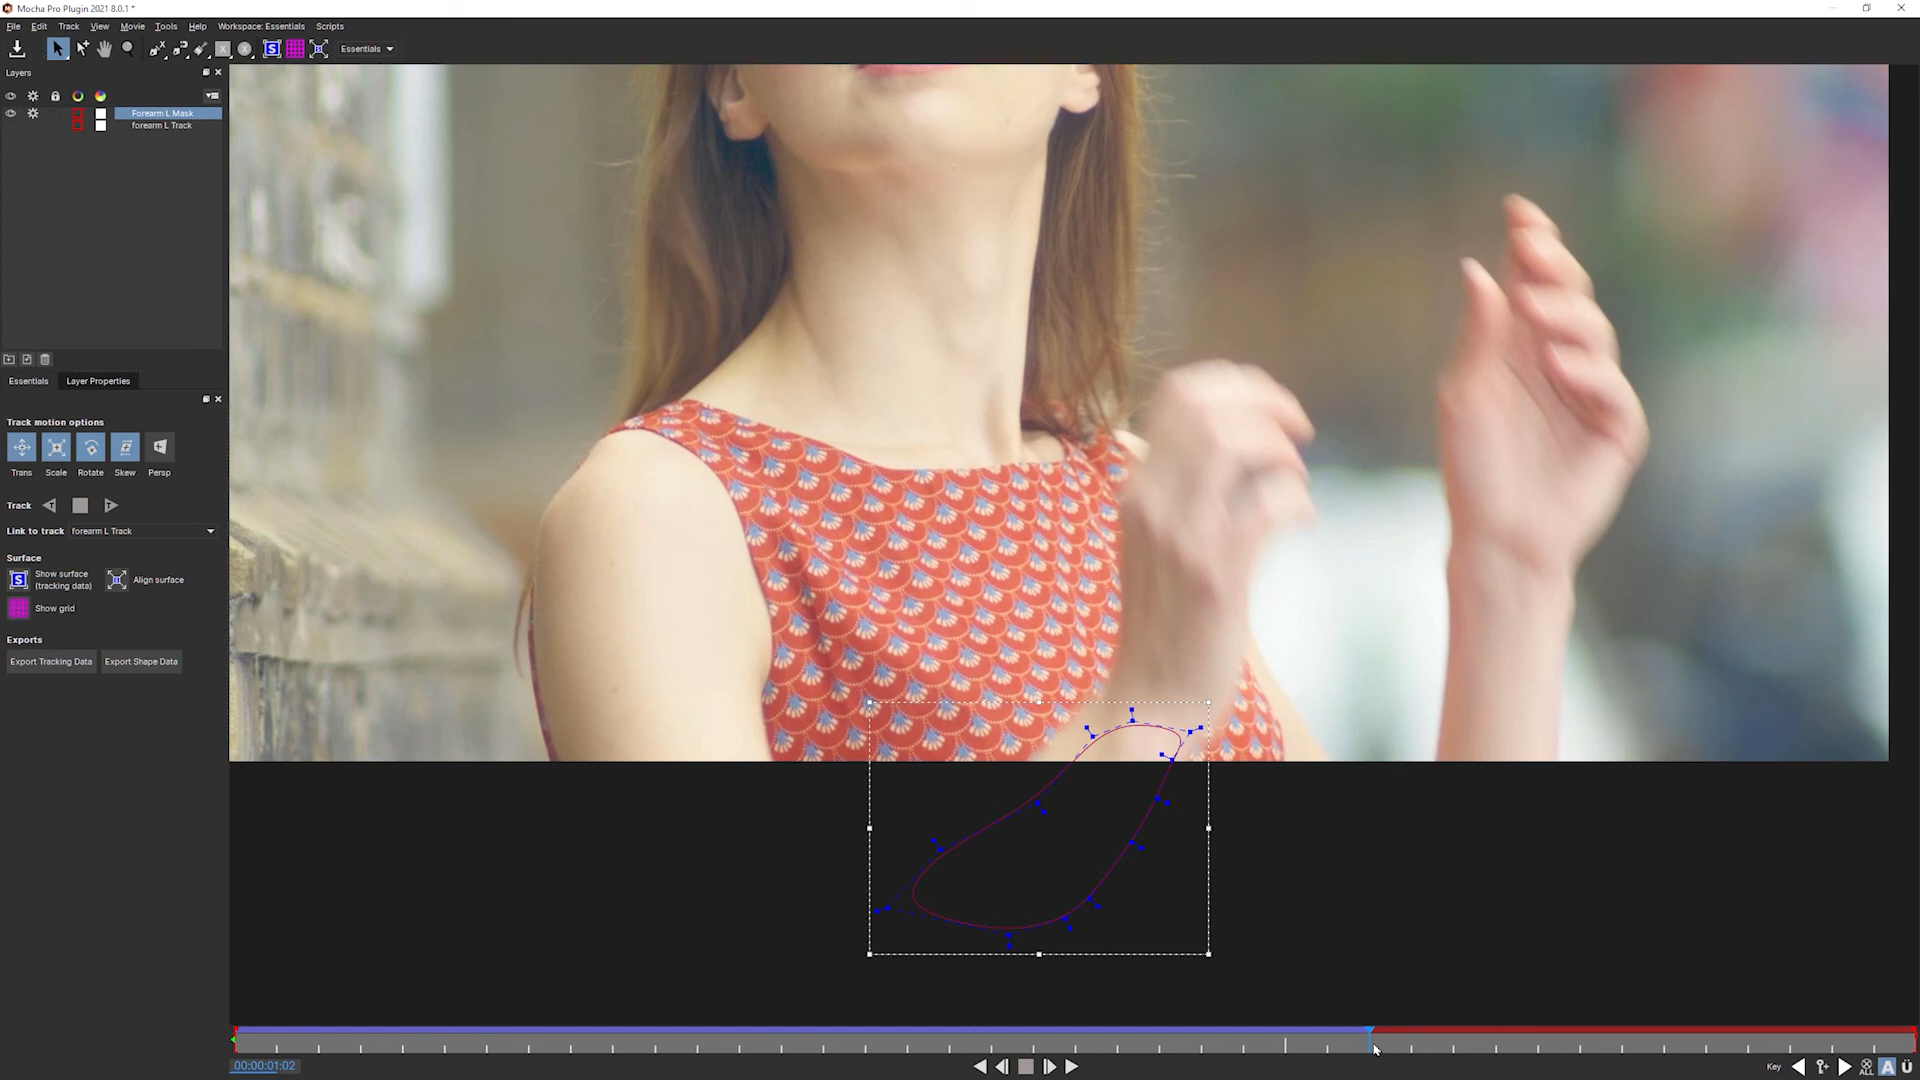 Mocha Pro Plugin 2021 8.0.1 *
File Edit Track View Movie Tools Help Workspace: Essentials Scripts
Essentials
Layers
Forearm L Mask
forearm L Track
Essentials Layer Properties
Track motion options
Trans Scale Rotate Skew Persp
Track
Link to track forearm L Track
Surface
Show surface
(tracking data)
Align surface
Show grid
Exports
Export Tracking Data Export Shape Data
00:00:01:02
Key
ALL
A
Ü